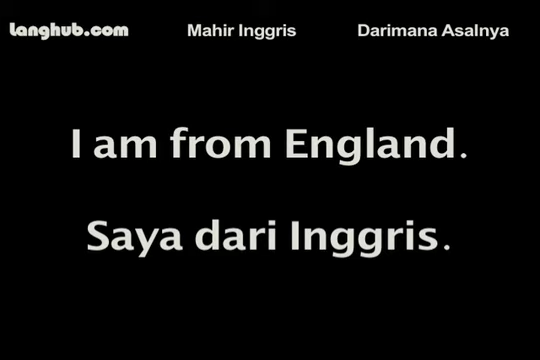 Langhub.com Mahir Inggris Darimana Asalnya
I am from England.
Saya dari Inggris.